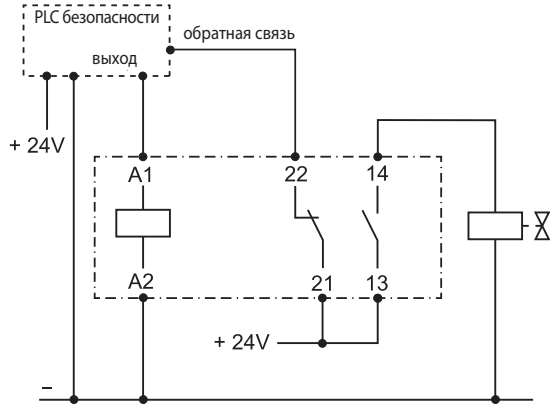 PLC безопасности
обратная связь
выход
+ 24V
A1
22
14
A2
21
13
+ 24V
–